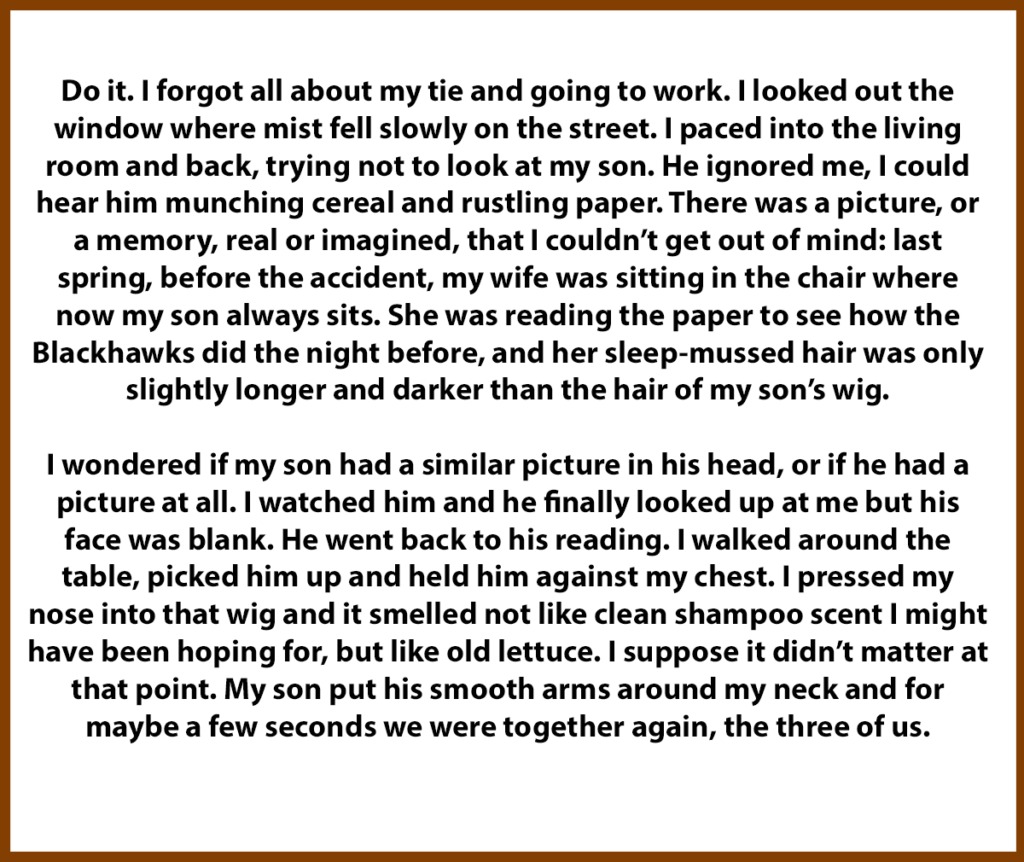 Do it. I forgot all about my tie and going to work. I looked out the
window where mist fell slowly on the street. I paced into the living
room and back, trying not to look at my son. He ignored me, I could
hear him munching cereal and rustling paper. There was a picture, or
a memory, real or imagined, that I couldn’t get out of mind: last
spring, before the accident, my wife was sitting in the chair where
now my son always sits. She was reading the paper to see how the
Blackhawks did the night before, and her sleep-mussed hair was only
slightly longer and darker than the hair of my son’s wig.
I wondered if my son had a similar picture in his head, or if he had a
picture at all. I watched him and he finally looked up at me but his
face was blank. He went back to his reading. I walked around the
table, picked him up and held him against my chest. I pressed my
nose into that wig and it smelled not like clean shampoo scent I might
have been hoping for, but like old lettuce. I suppose it didn’t matter at
that point. My son put his smooth arms around my neck and for
maybe a few seconds we were together again, the three of us.